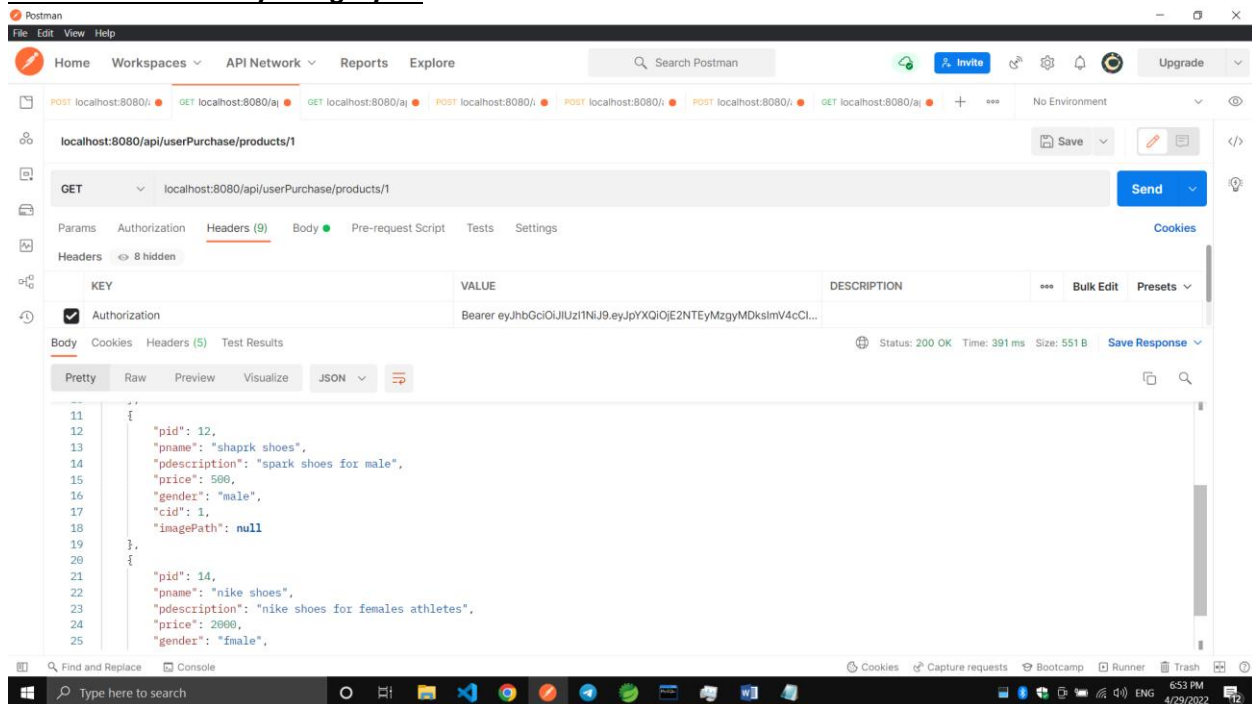 Postman
File Edit View Help
Home Workspaces API Network Reports Explore Search Postman Invite Upgrade
POST localhost:8080/ GET localhost:8080/a GET localhost:8080/a POST localhost:8080/ POST localhost:8080/ POST localhost:8080/ GET localhost:8080/a + No Environment
localhost:8080/api/userPurchase/products/1 Save </>
GET localhost:8080/api/userPurchase/products/1 Send
Params Authorization Headers (9) Body Pre-request Script Tests Settings Cookies
Headers 8 hidden
KEY VALUE DESCRIPTION ooo Bulk Edit Presets
Authorization Bearer eyJhbGciOiJIUzI1NiJ9.eyJpYXQiOjE2NTEyMzgyMDksImV4cCI...
Body Cookies Headers (5) Test Results Status: 200 OK Time: 391 ms Size: 551 B Save Response
Pretty Raw Preview Visualize JSON
11 {
12 "pid": 12,
13 "pname": "shaprk shoes",
14 "pdescription": "spark shoes for male",
15 "price": 500,
16 "gender": "male",
17 "cid": 1,
18 "imagePath": null
19 },
20 {
21 "pid": 14,
22 "pname": "nike shoes",
23 "pdescription": "nike shoes for females athletes",
24 "price": 2000,
25 "gender": "fmale",
Find and Replace Console Cookies Capture requests Bootcamp Runner Trash
Type here to search ENG 6:53 PM
4/29/2022 12